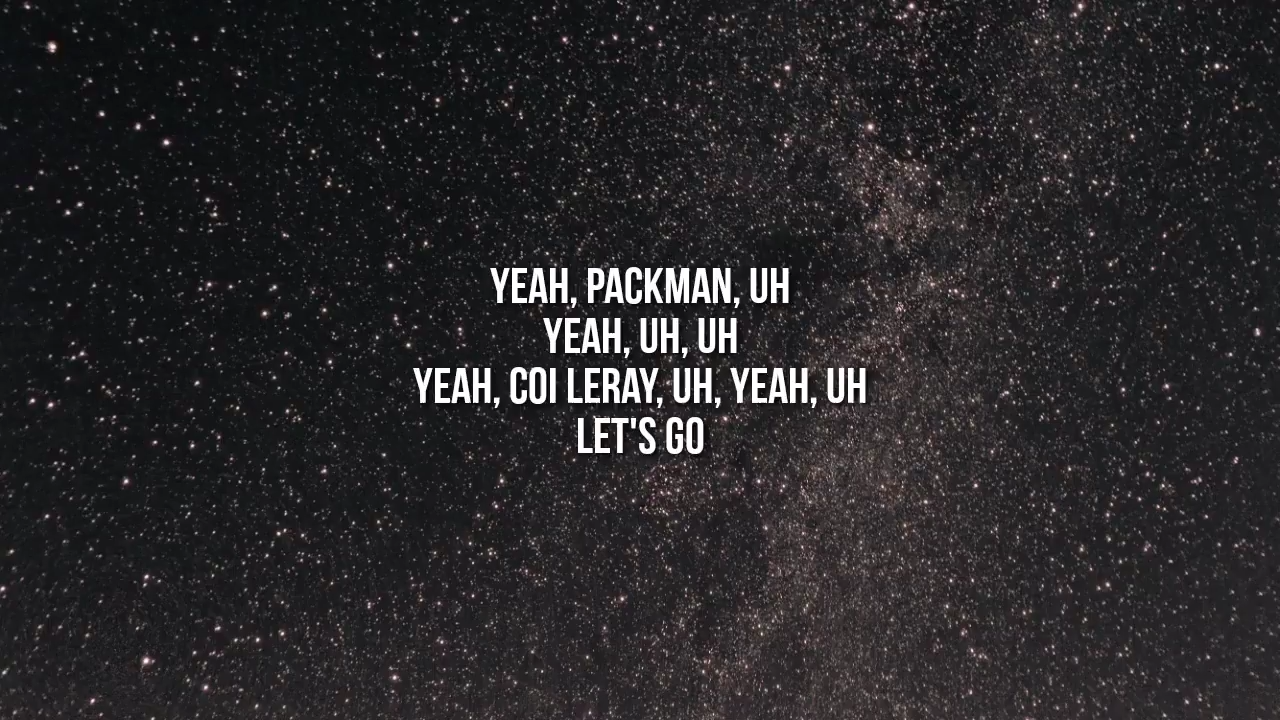 YEAH, PACKMAN, UH
YEAH, UH, UH
YEAH, COI LERAY, UH, YEAH, UH
LET'S GO